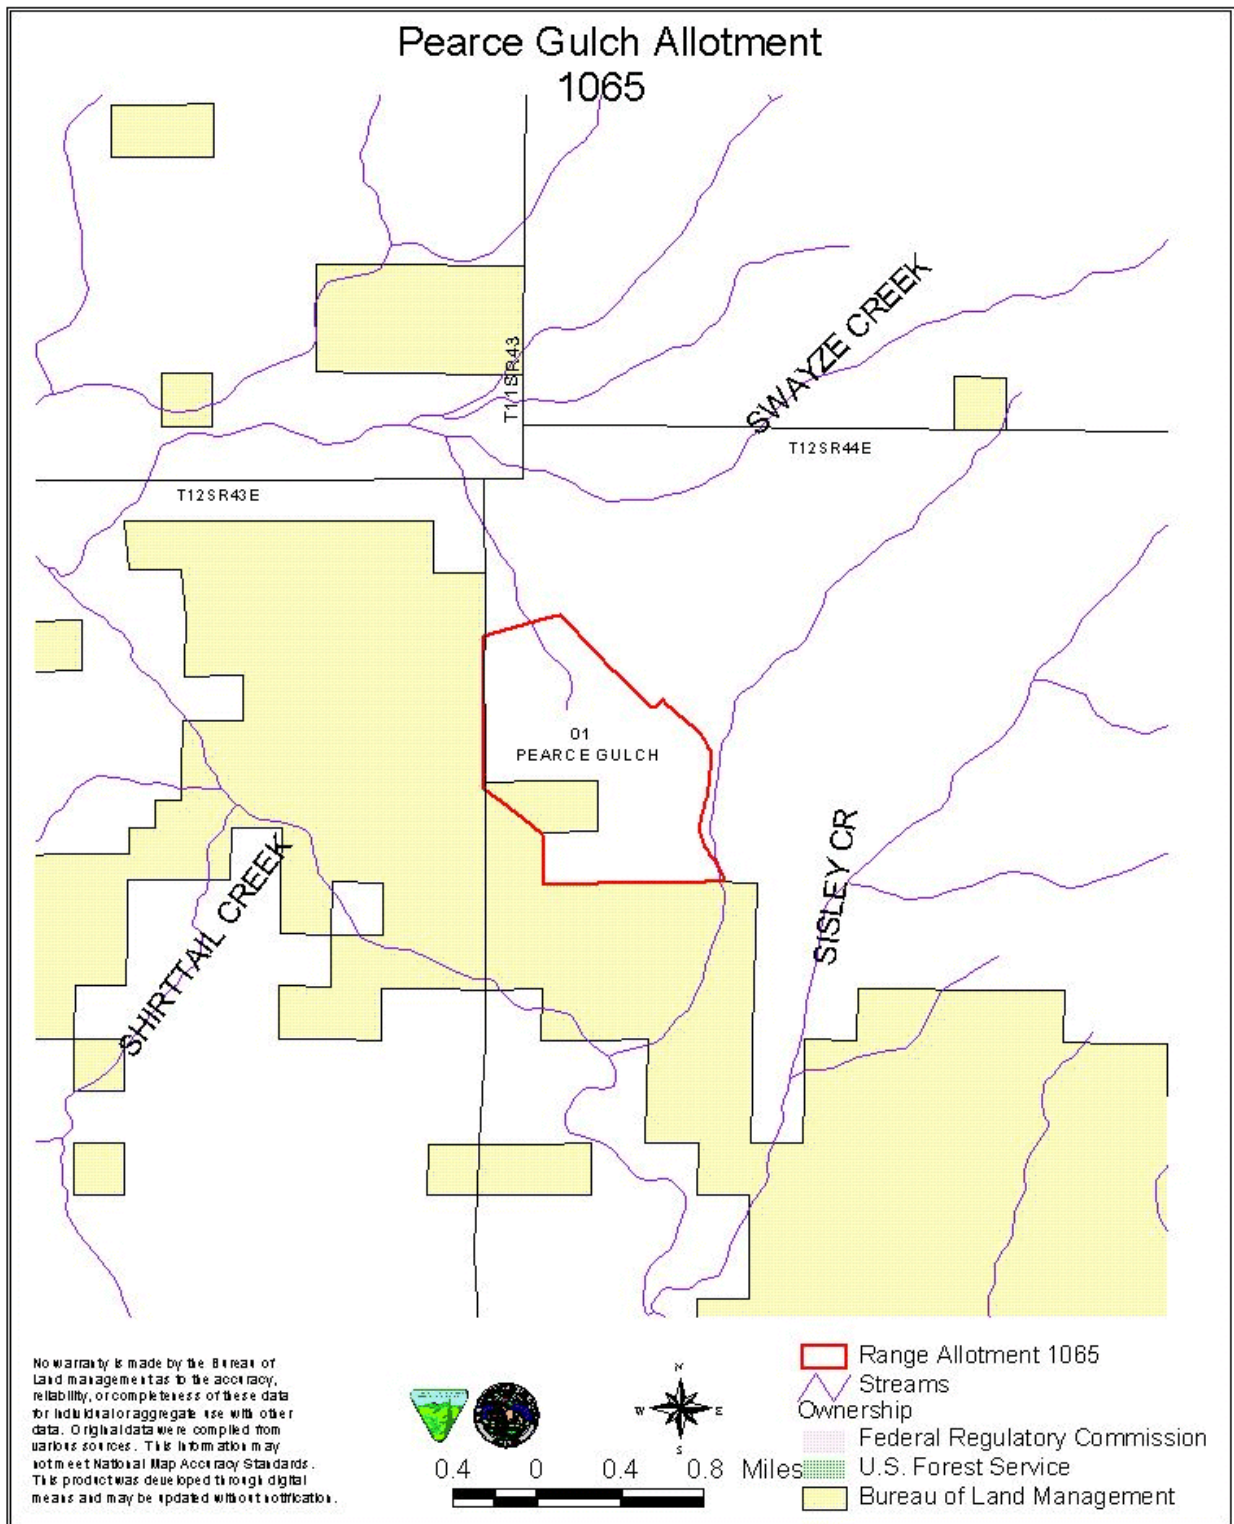 Pearce Gulch Allotment
1065
SWAYZE CREEK
T11SR43
T12SR44E
T12SR43E
01
PEARCE GULCH
SISLEY CR
SHIRTTAIL CREEK
No warranty is made by the Bureau of
Land management as to the accuracy,
reliability, or completeness of these data
for individual or aggregate use with other
data. Original data were compiled from
various sources. This information may
not meet National Map Accuracy Standards.
This product was developed through digital
means and may be updated without notification.
N
W E
S
0.4 0 0.4 0.8 Miles
Range Allotment 1065
Streams
Ownership
Federal Regulatory Commission
U.S. Forest Service
Bureau of Land Management